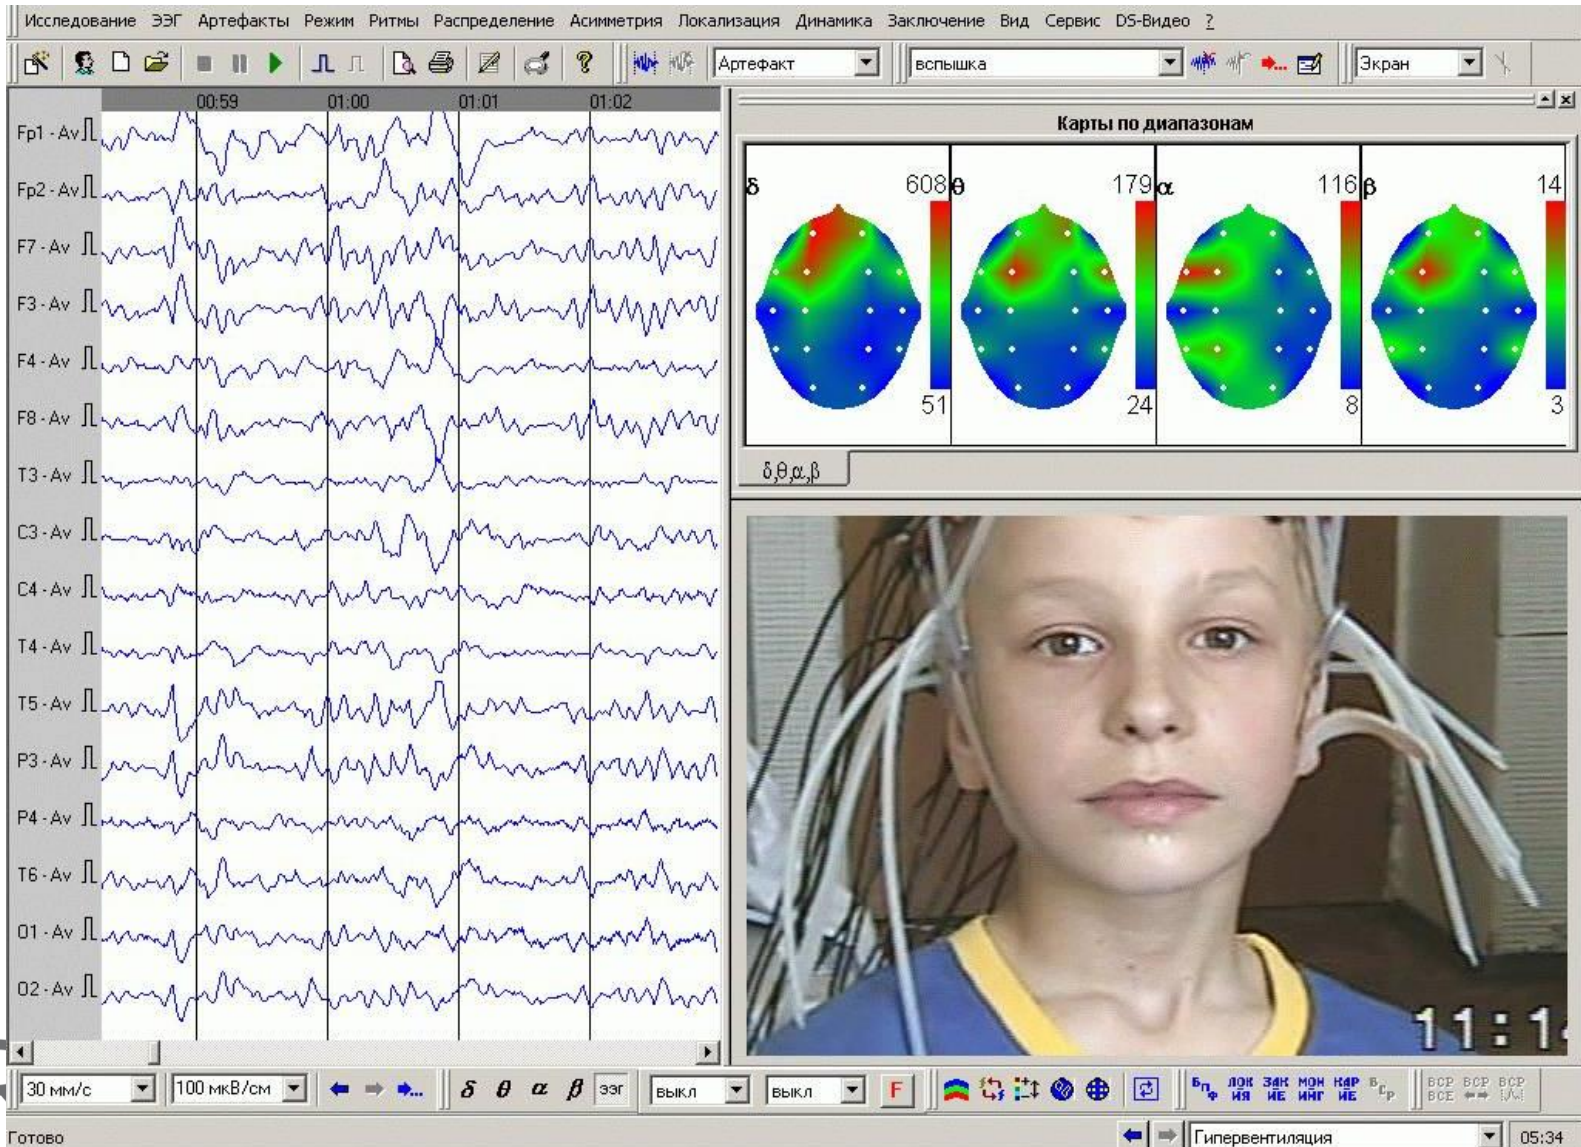 Исследование ЭЭГ Артефакты Режим Ритмы Распределение Асимметрия Локализация Динамика Заключение Вид Сервис DS-Видео ?
Артефакт вспышка Экран
00:59 01:00 01:01 01:02
Fp1 - Av
Fp2 - Av
F7 - Av
F3 - Av
F4 - Av
F8 - Av
T3 - Av
C3 - Av
C4 - Av
T4 - Av
T5 - Av
P3 - Av
P4 - Av
T6 - Av
O1 - Av
O2 - Av
Карты по диапазонам
δ 608 θ 179 α 116 β 14
51 24 8 3
δ,θ,α,β
11:14
30 мм/с 100 мкВ/см δ θ α β ЭЭГ выкл выкл F
Готово Гипервентиляция 05:34